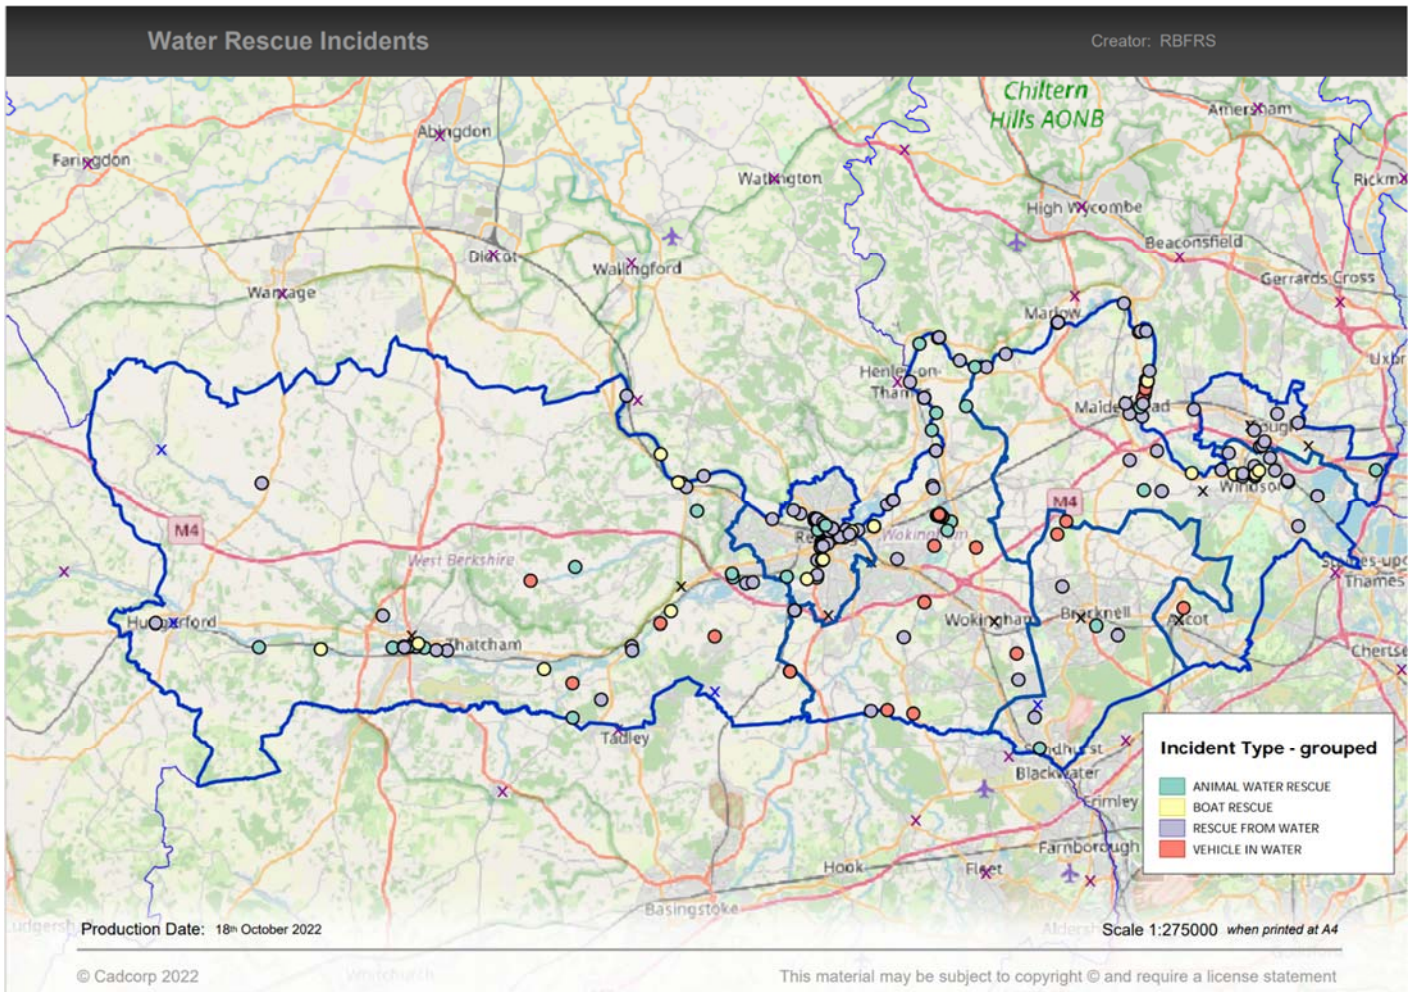 Water Rescue Incidents
Creator: RBFRS
Chiltern
Hills AONB
Amersham
Abingdon
Faringdon
Watlington
Rickm
High Wycombe
Beaconsfield
Didcot
Wallingford
Gerrards Cross
Wantage
Marlow
Uxbr
Henley-on-
Thames
Maidenhead
M4
Windsor
M4
Wokingham
West Berkshire
Thames
Hungerford
Wokingham
Bracknell
Ascot
Thatcham
Chertse
Tadley
Sandhurst
Blackwater
Frimley
Farnborough
Hook
Fleet
Basingstoke
Incident Type - grouped
ANIMAL WATER RESCUE
BOAT RESCUE
RESCUE FROM WATER
VEHICLE IN WATER
Production Date: 18th October 2022
Scale 1:275000 when printed at A4
© Cadcorp 2022
Whitchurch
This material may be subject to copyright © and require a license statement